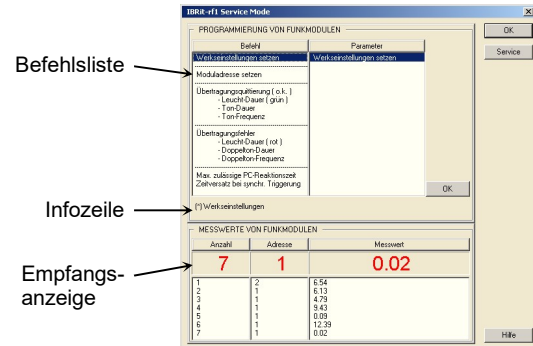 IBRit-rf1 Service Mode
PROGRAMMIERUNG VON FUNKMODULEN
Befehl Parameter
Werkseinstellungen setzen Werkseinstellungen setzen
Moduladresse setzen
Übertragungsquittierung ( o.k. )
- Leucht-Dauer ( grün )
- Ton-Dauer
- Ton-Frequenz
Übertragungsfehler
- Leucht-Dauer ( rot )
- Doppelton-Dauer
- Doppelton-Frequenz
Max. zulässige PC-Reaktionszeit
Zeitversatz bei synchr. Triggerung
OK
(*) Werkseinstellungen
MESSWERTE VON FUNKMODULEN
Anzahl Adresse Messwert
7 1 0.02
1 2 6.54
2 1 6.13
3 1 4.79
4 1 9.43
5 1 0.09
6 1 12.39
7 1 0.02
OK
Service
Hilfe
Befehlsliste
Infozeile
Empfangs-
anzeige